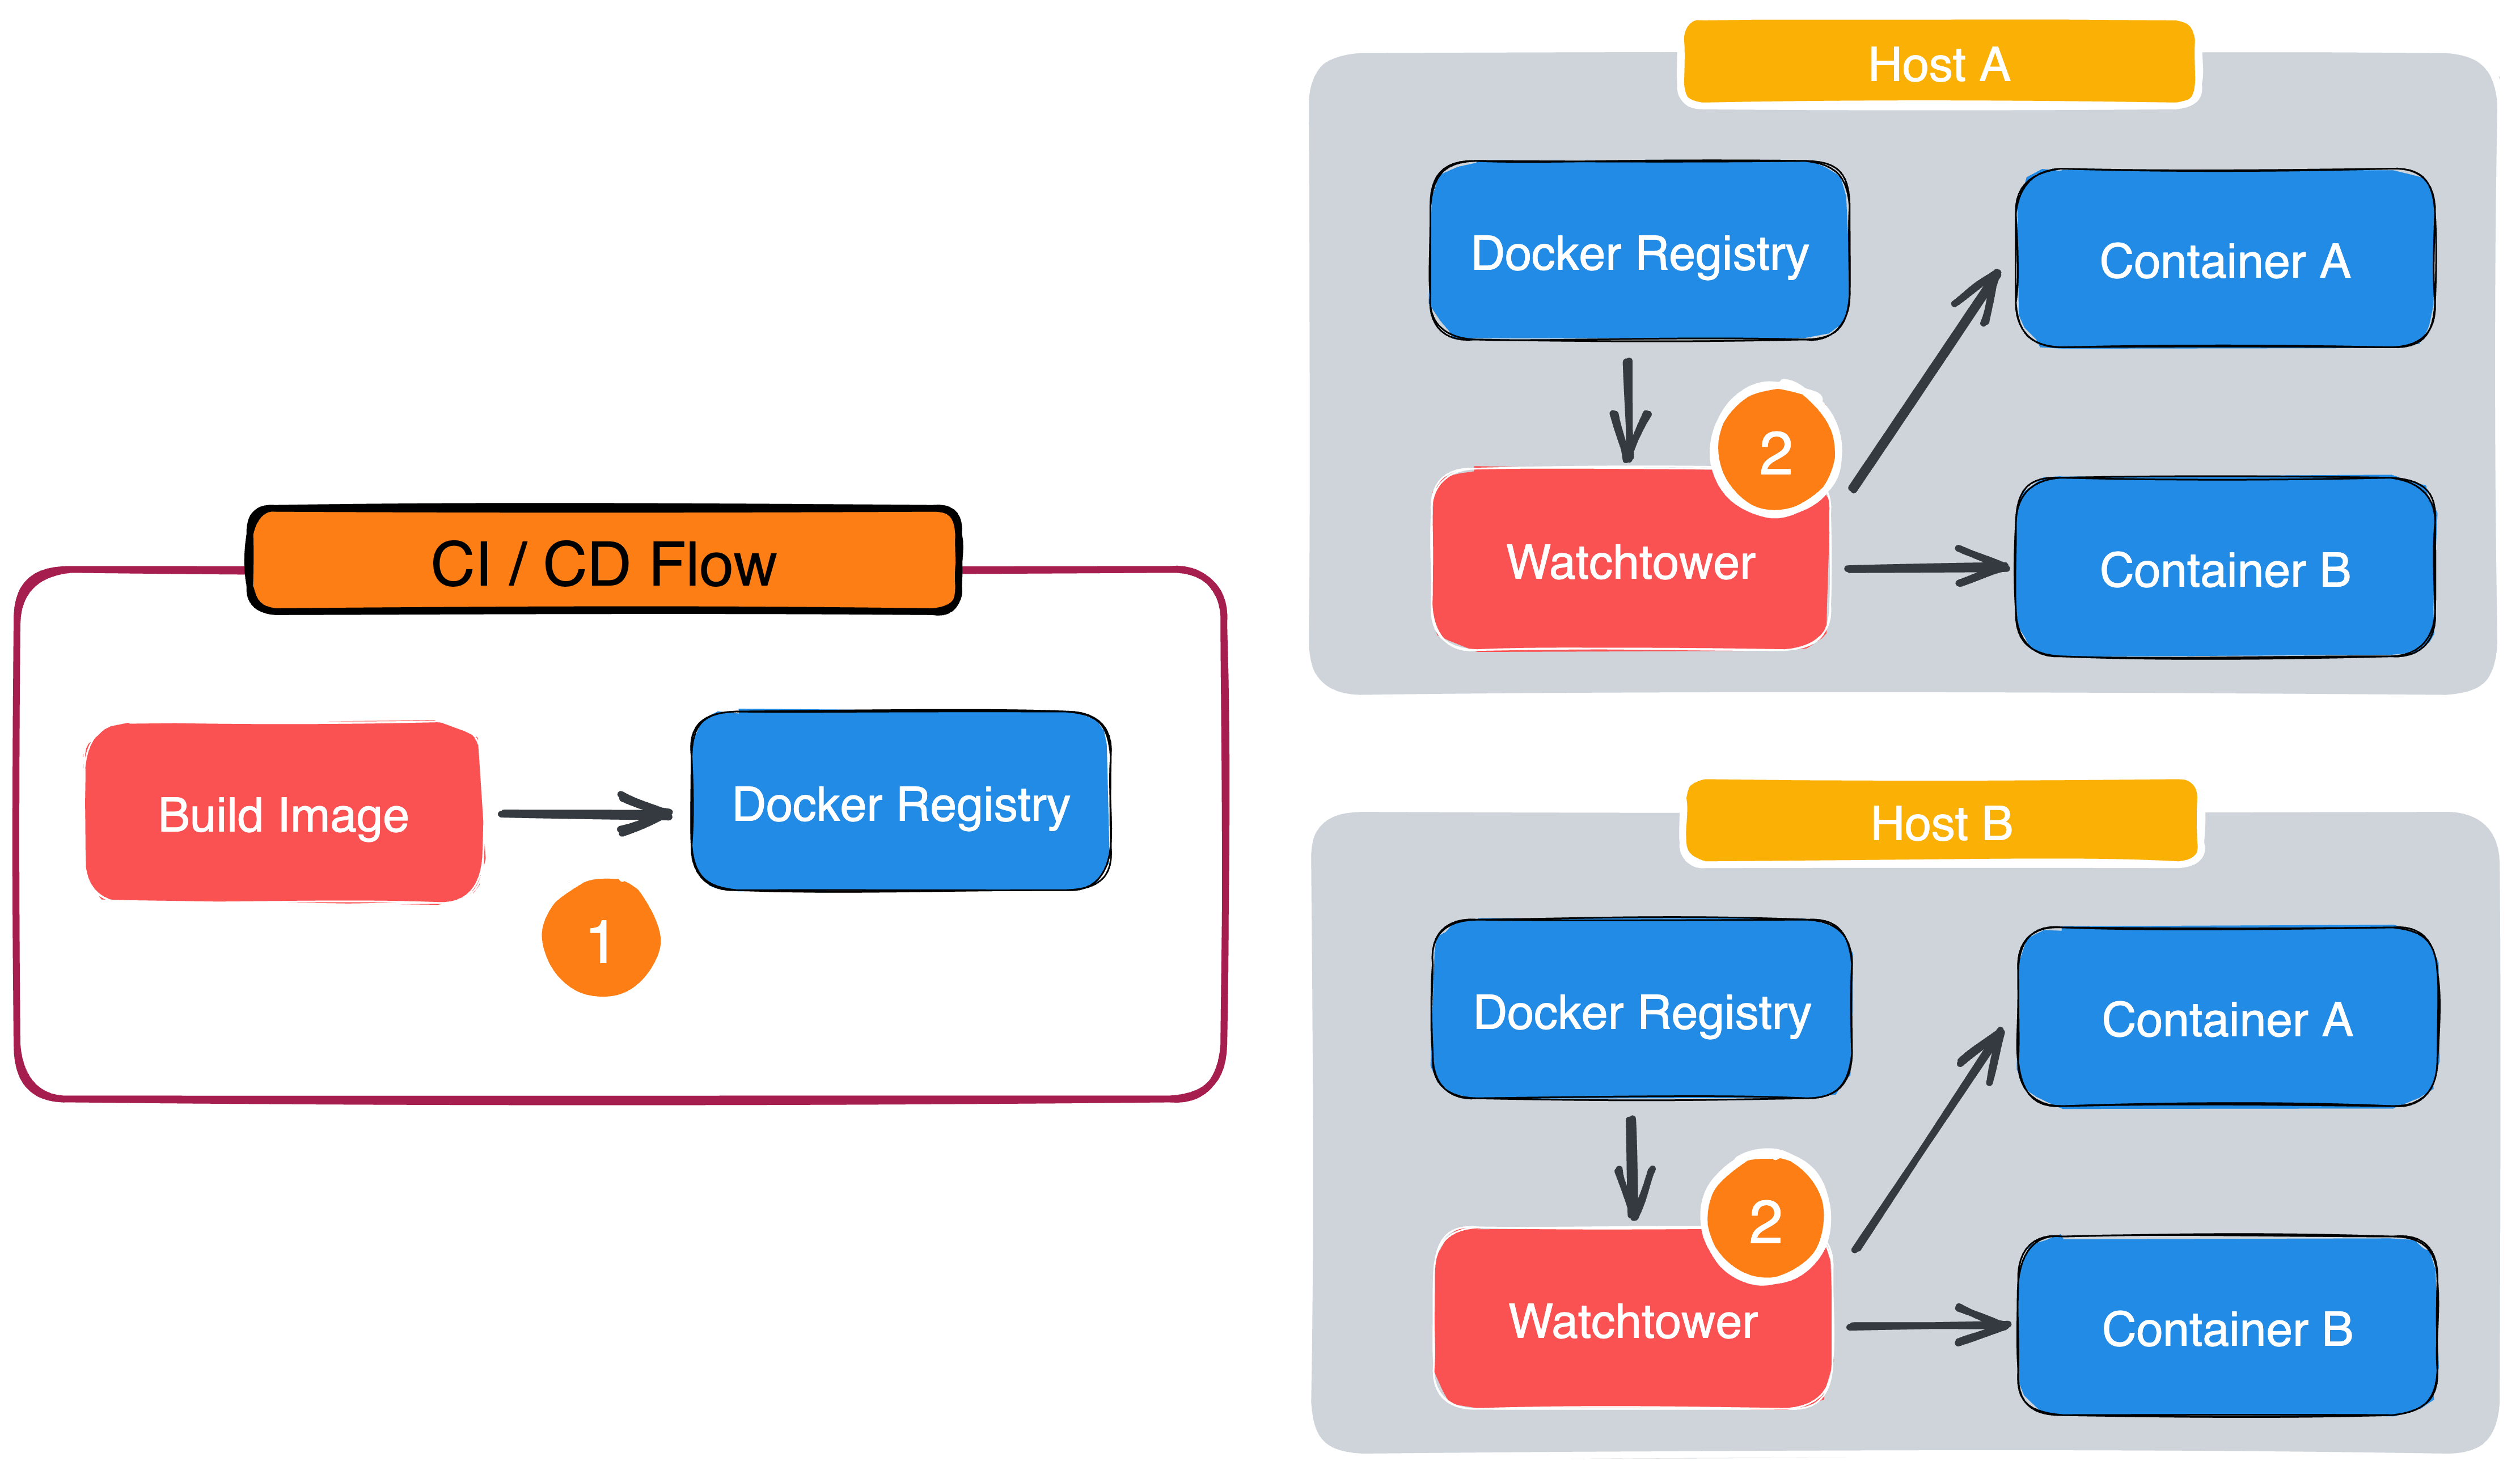 CI / CD Flow
Build Image
Docker Registry
1
Host A
Docker Registry
Container A
2
Watchtower
Container B
Host B
Docker Registry
Container A
2
Watchtower
Container B